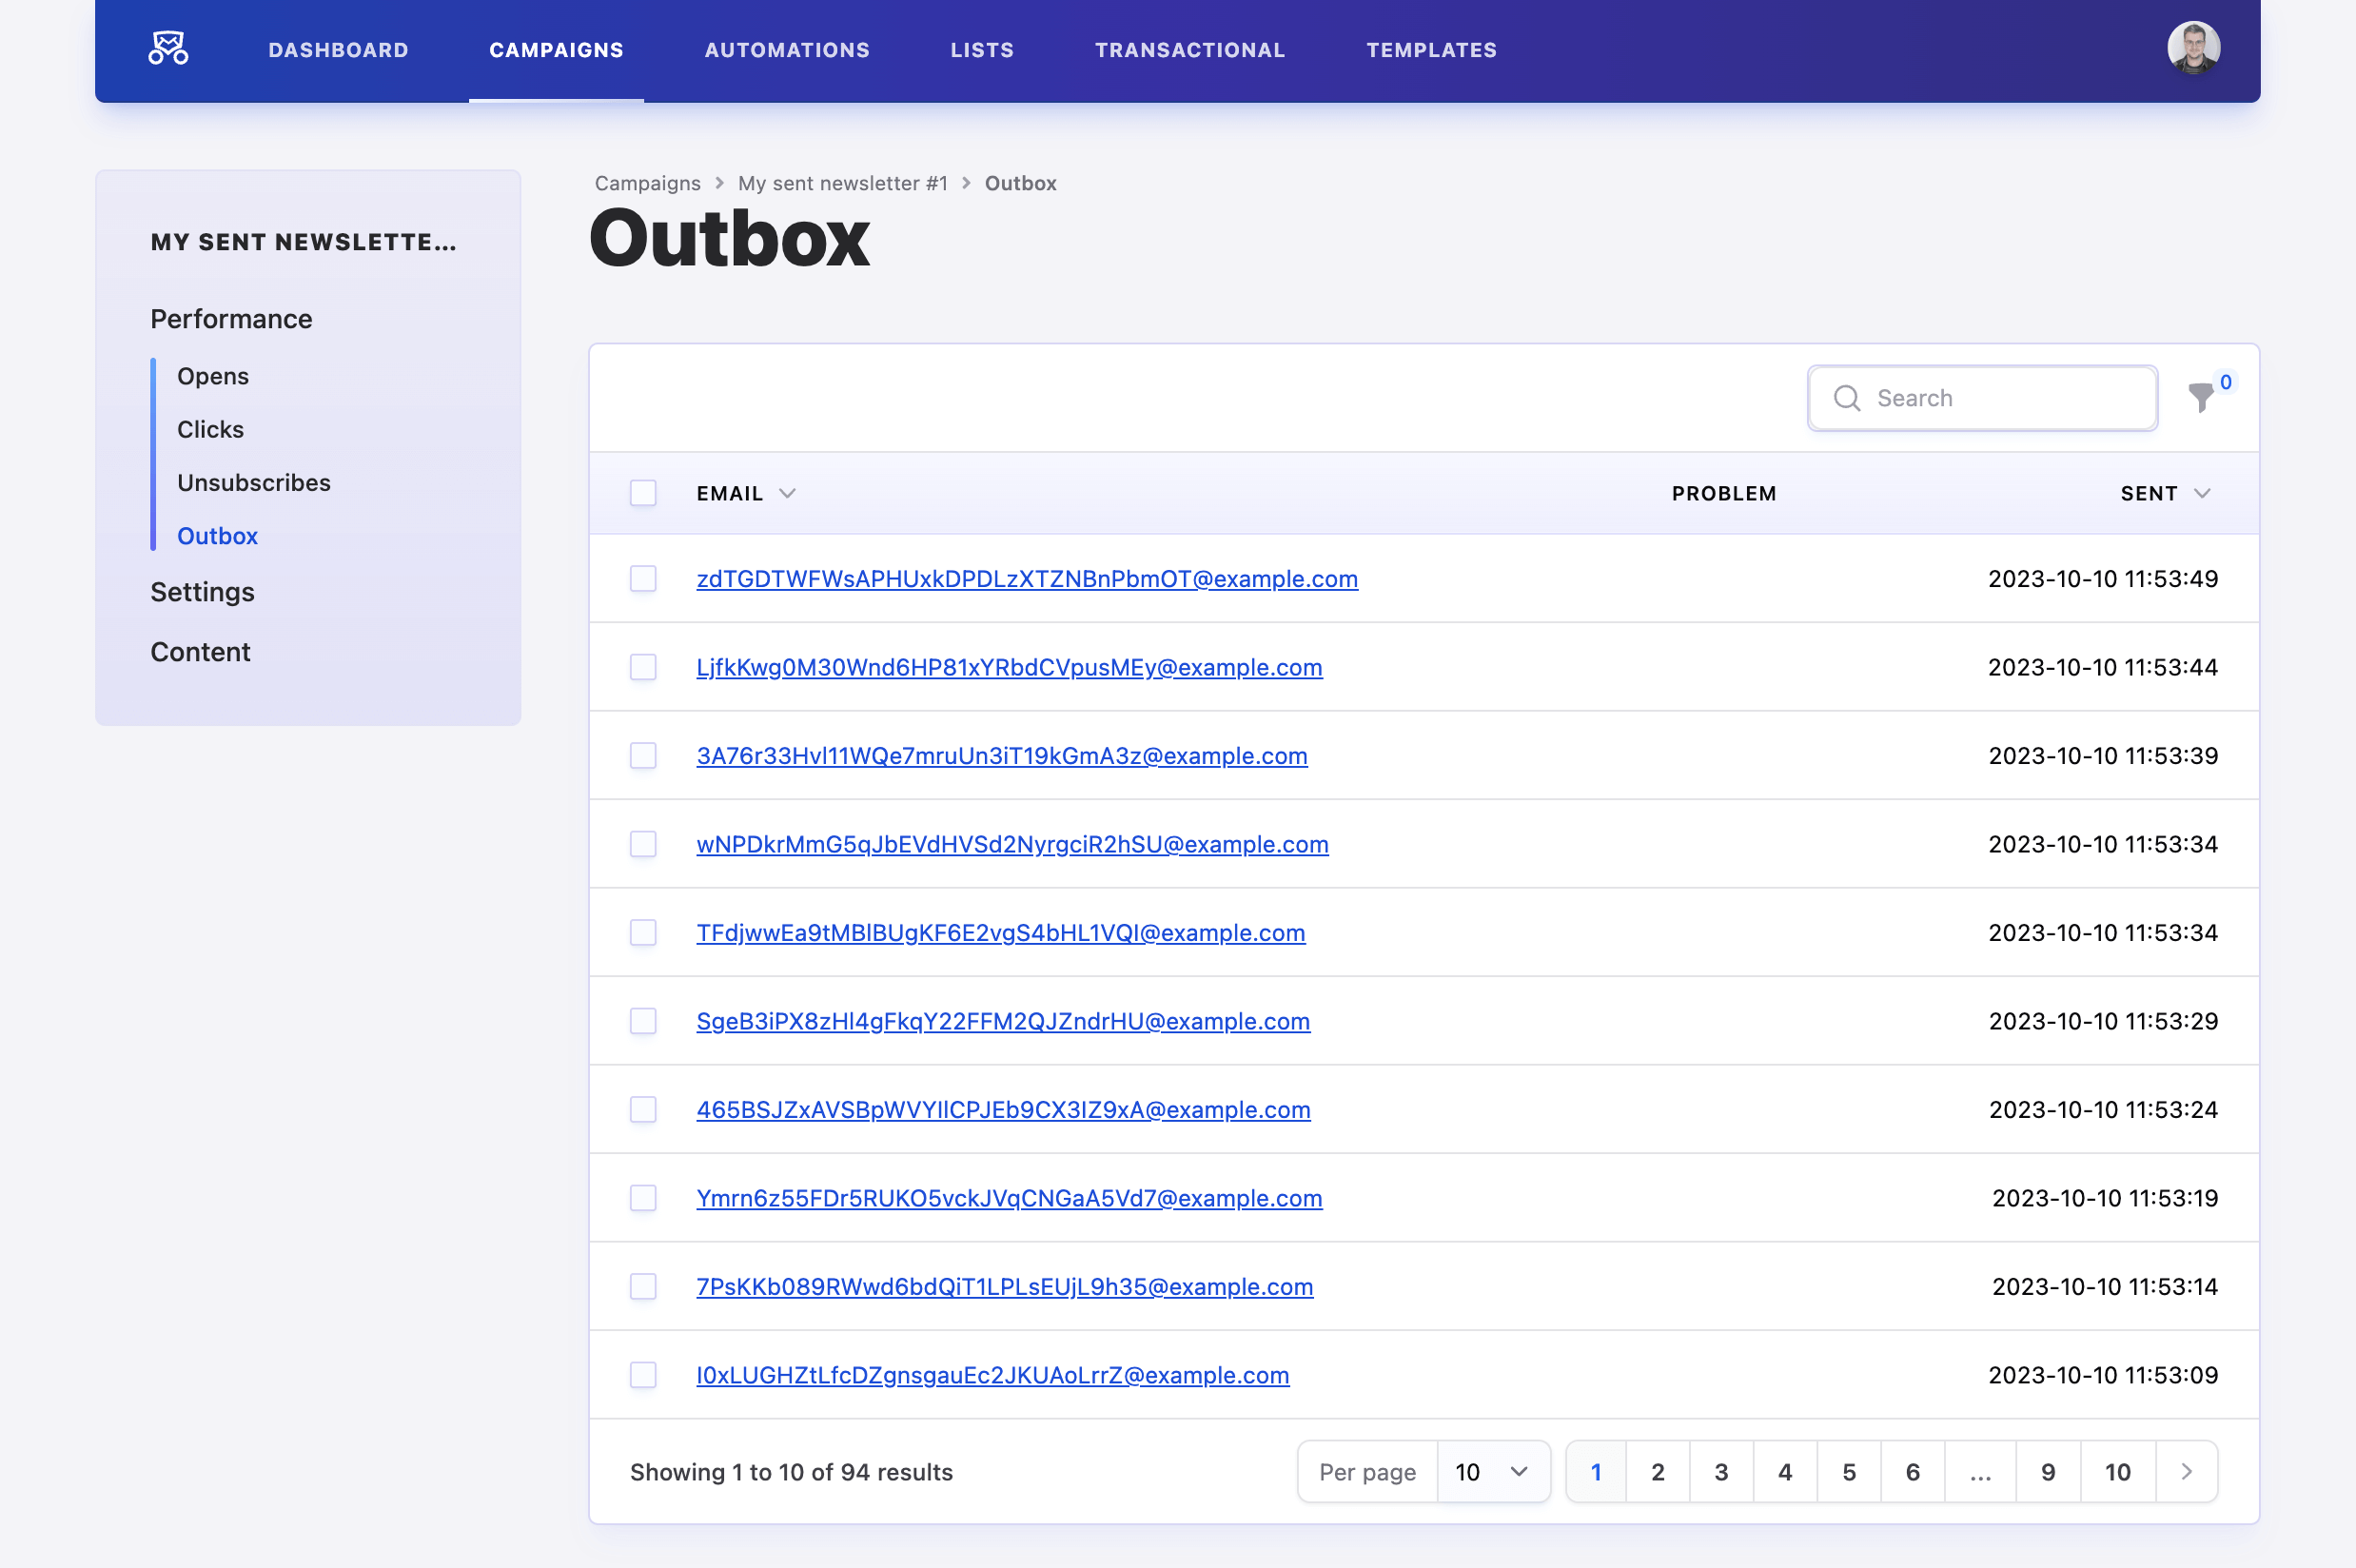 DASHBOARD CAMPAIGNS AUTOMATIONS LISTS TRANSACTIONAL TEMPLATES
MY SENT NEWSLETTE...
Performance
Opens
Clicks
Unsubscribes
Outbox
Settings
Content
Campaigns > My sent newsletter #1 > Outbox
Outbox
Search 0
EMAIL PROBLEM SENT
zdTGDTWFWsAPHUxkDPDLzXTZNBnPbmOT@example.com 2023-10-10 11:53:49
LjfkKwg0M30Wnd6HP81xYRbdCVpusMEy@example.com 2023-10-10 11:53:44
3A76r33Hvl11WQe7mruUn3iT19kGmA3z@example.com 2023-10-10 11:53:39
wNPDkrMmG5qJbEVdHVSd2NyrgciR2hSU@example.com 2023-10-10 11:53:34
TFdjwwEa9tMBlBUgKF6E2vgS4bHL1VQI@example.com 2023-10-10 11:53:34
SgeB3iPX8zHl4gFkqY22FFM2QJZndrHU@example.com 2023-10-10 11:53:29
465BSJZxAVSBpWVYIlCPJEb9CX3IZ9xA@example.com 2023-10-10 11:53:24
Ymrn6z55FDr5RUKO5vckJVqCNGaA5Vd7@example.com 2023-10-10 11:53:19
7PsKKb089RWwd6bdQiT1LPLsEUjL9h35@example.com 2023-10-10 11:53:14
I0xLUGHZtLfcDZgnsgauEc2JKUAoLrrZ@example.com 2023-10-10 11:53:09
Showing 1 to 10 of 94 results Per page 10 1 2 3 4 5 6 ... 9 10